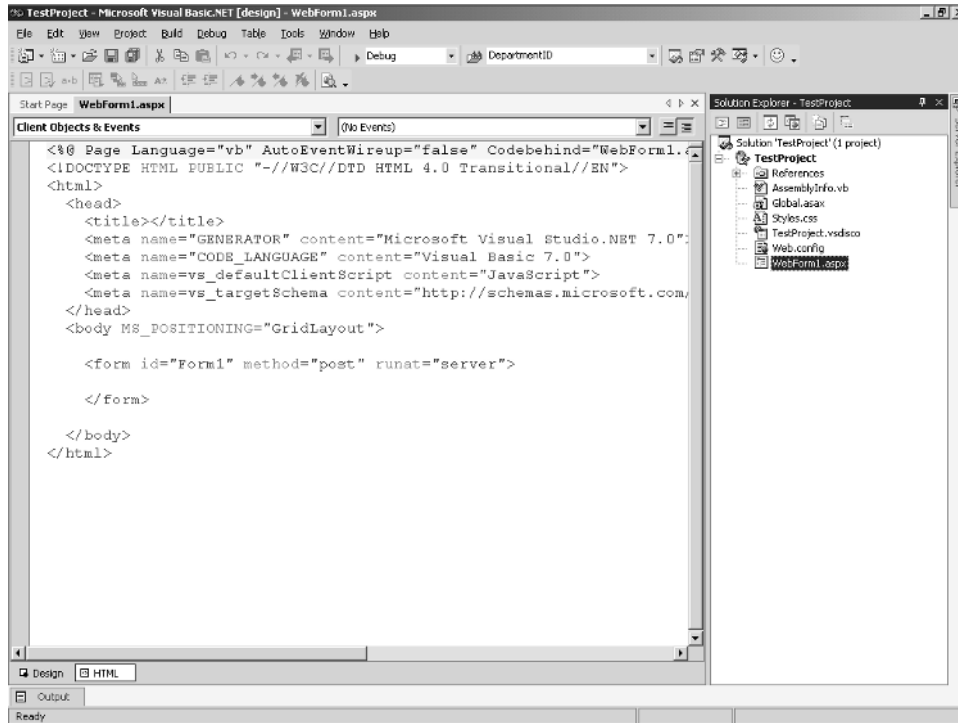 TestProject - Microsoft Visual Basic.NET [design] - WebForm1.aspx
File Edit View Project Build Debug Table Tools Window Help
Debug DepartmentID
Start Page WebForm1.aspx
Client Objects & Events (No Events)
<%@ Page Language="vb" AutoEventWireup="false" Codebehind="WebForm1.
<!DOCTYPE HTML PUBLIC "-//W3C//DTD HTML 4.0 Transitional//EN">
<html>
<head>
<title></title>
<meta name="GENERATOR" content="Microsoft Visual Studio.NET 7.0"
<meta name="CODE_LANGUAGE" content="Visual Basic 7.0">
<meta name=vs_defaultClientScript content="JavaScript">
<meta name=vs_targetSchema content="http://schemas.microsoft.com/
</head>
<body MS_POSITIONING="GridLayout">
<form id="Form1" method="post" runat="server">
</form>
</body>
</html>
Design HTML
Output
Ready
Solution Explorer - TestProject
Solution 'TestProject' (1 project)
TestProject
References
AssemblyInfo.vb
Global.asax
Styles.css
TestProject.vsdisco
Web.config
WebForm1.aspx